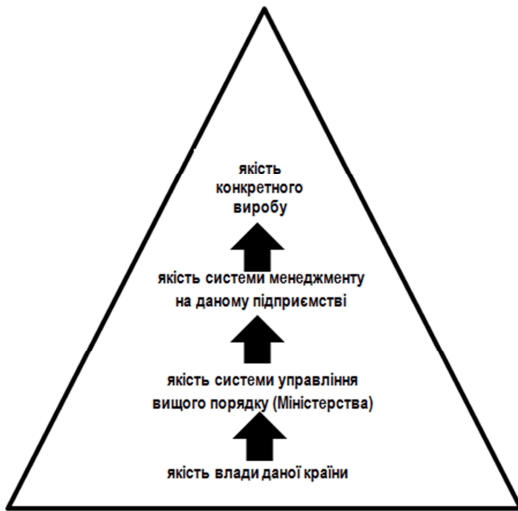 якість
конкретного
виробу
якість системи менеджменту
на даному підприємстві
якість системи управління
вищого порядку (Міністерства)
якість влади даної країни